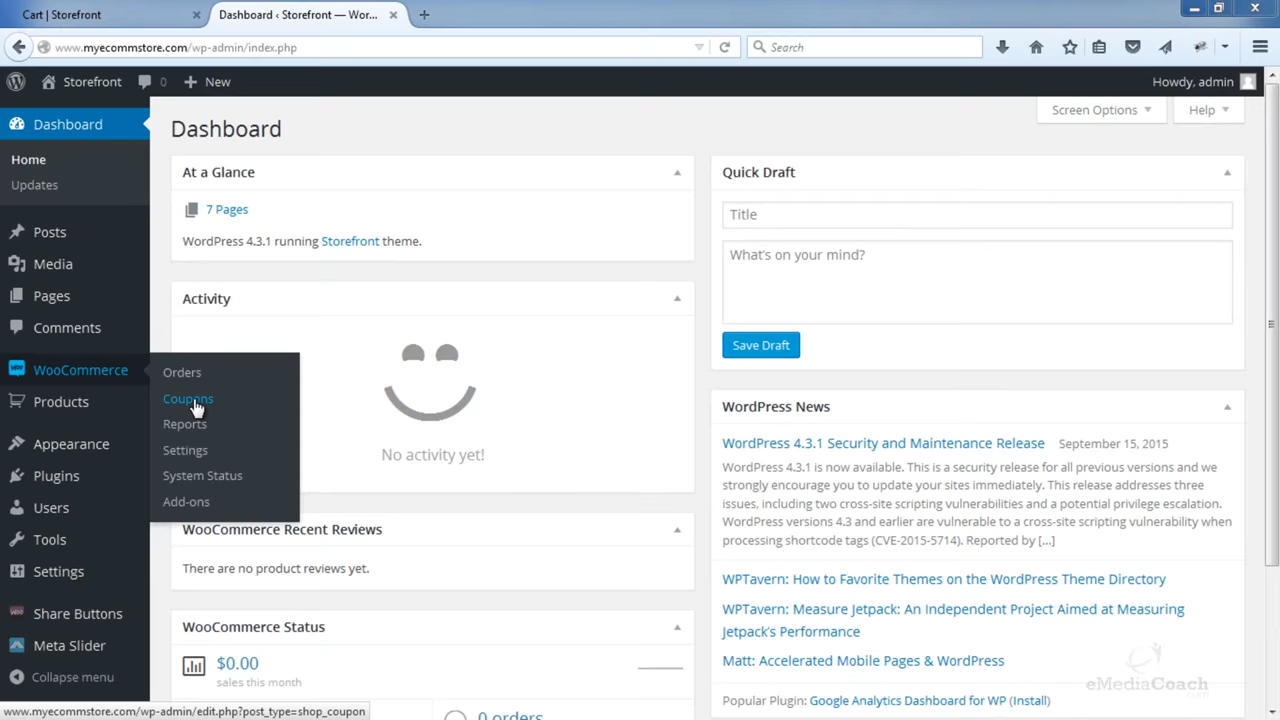 Cart | Storefront
Dashboard ‹ Storefront — Wor...
www.myecommstore.com/wp-admin/index.php
Search
Storefront
0
New
Howdy, admin
Dashboard
Home
Updates
Posts
Media
Pages
Comments
WooCommerce
Products
Appearance
Plugins
Users
Tools
Settings
Share Buttons
Meta Slider
Collapse menu
Orders
Coupons
Reports
Settings
System Status
Add-ons
Screen Options
Help
Dashboard
At a Glance
7 Pages
WordPress 4.3.1 running Storefront theme.
Activity
No activity yet!
WooCommerce Recent Reviews
There are no product reviews yet.
WooCommerce Status
$0.00
sales this month
0 orders
Quick Draft
Title
What's on your mind?
Save Draft
WordPress News
WordPress 4.3.1 Security and Maintenance Release September 15, 2015
WordPress 4.3.1 is now available. This is a security release for all previous versions and we
strongly encourage you to update your sites immediately. This release addresses three
issues, including two cross-site scripting vulnerabilities and a potential privilege escalation.
WordPress versions 4.3 and earlier are vulnerable to a cross-site scripting vulnerability when
processing shortcode tags (CVE-2015-5714). Reported by [...]
WPTavern: How to Favorite Themes on the WordPress Theme Directory
WPTavern: Measure Jetpack: An Independent Project Aimed at Measuring
Jetpack's Performance
Matt: Accelerated Mobile Pages & WordPress
Popular Plugin: Google Analytics Dashboard for WP (Install)
eMediaCoach
.com
www.myecommstore.com/wp-admin/edit.php?post_type=shop_coupon